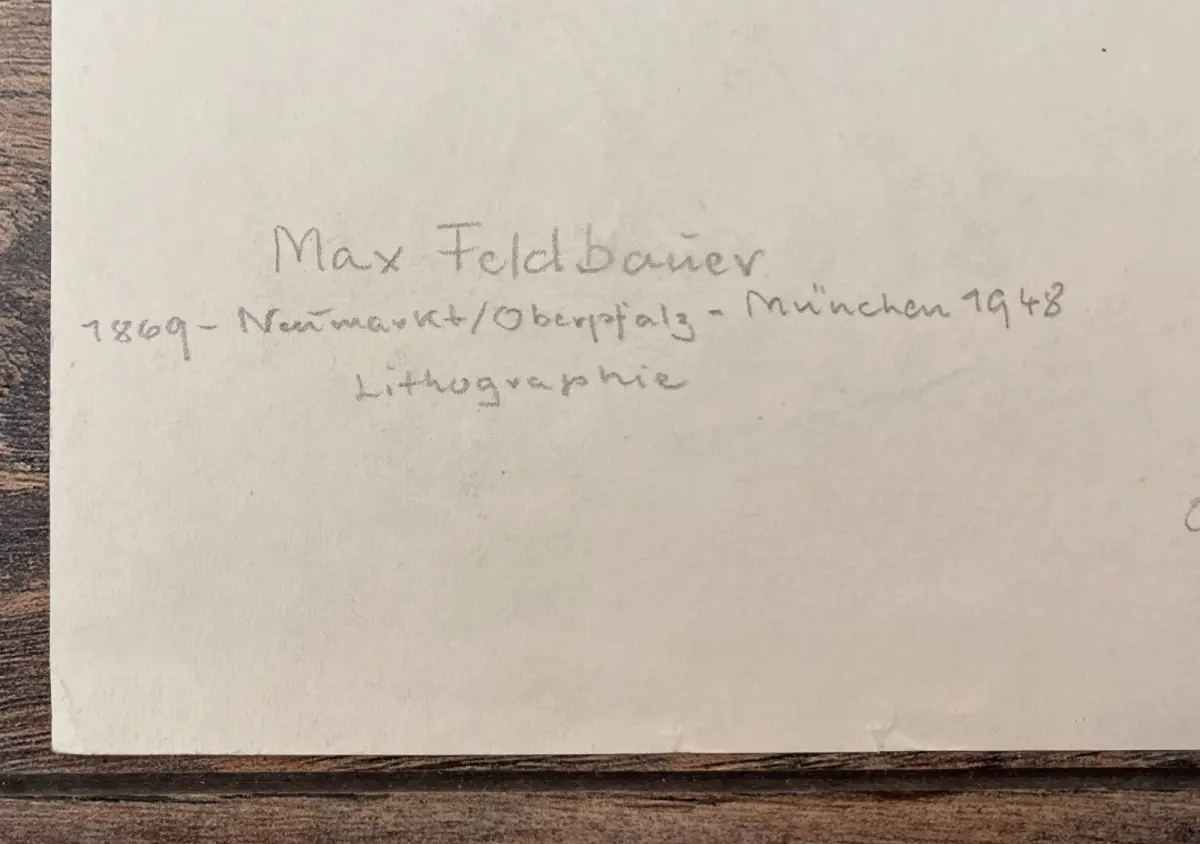 Max Feldbauer
1869 - Neumarkt/Oberpfalz - München 1948
Lithographie